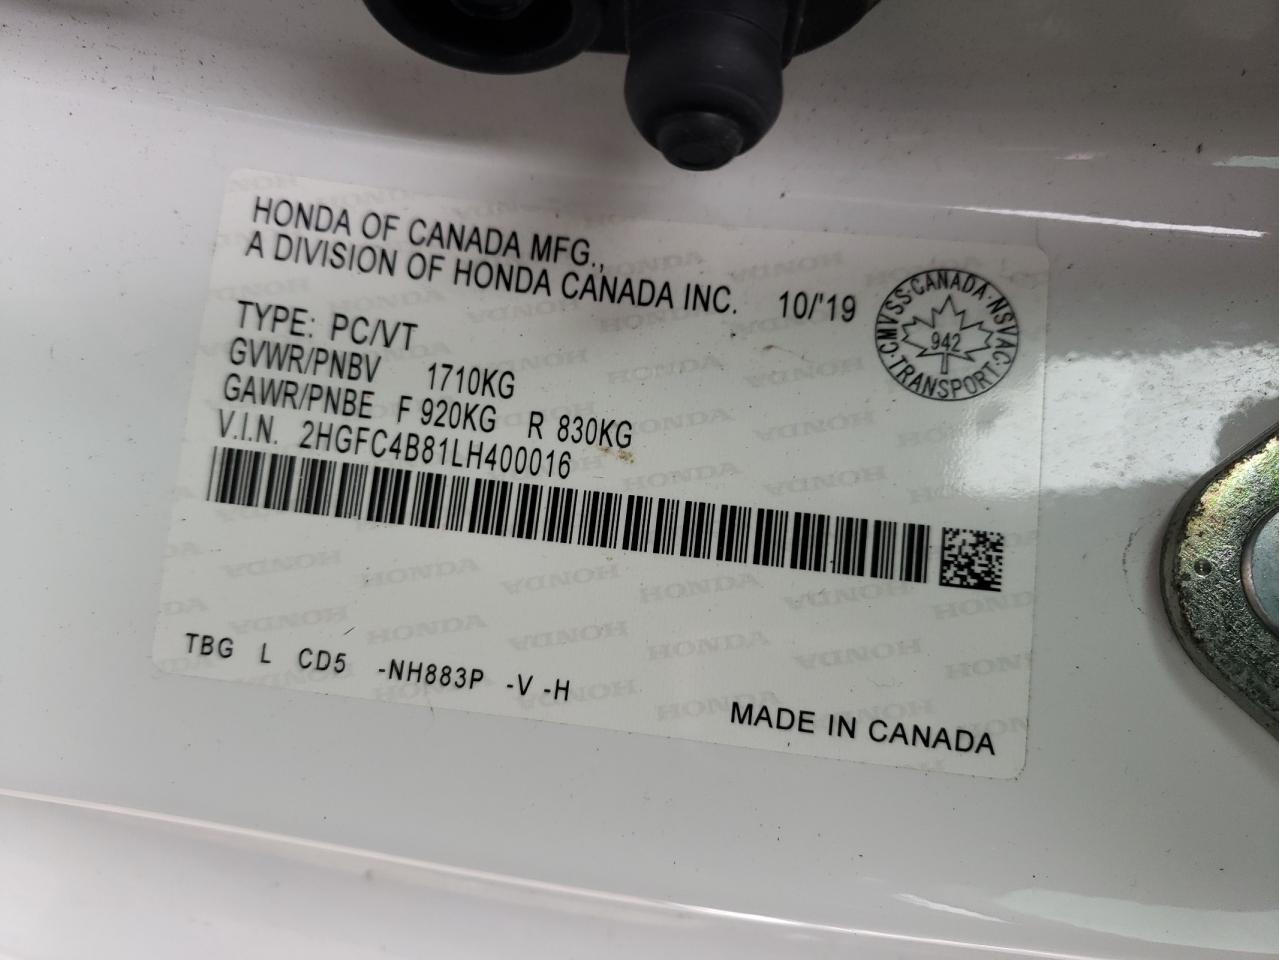 HONDA OF CANADA MFG.,
A DIVISION OF HONDA CANADA INC. 10/'19
TYPE: PC/VT
GVWR/PNBV 1710KG
GAWR/PNBE F 920KG R 830KG
V.I.N. 2HGFC4B81LH400016
CMVSS·CANADA·NSVAC·TRANSPORT·
942
TBG L CD5 -NH883P -V -H
MADE IN CANADA